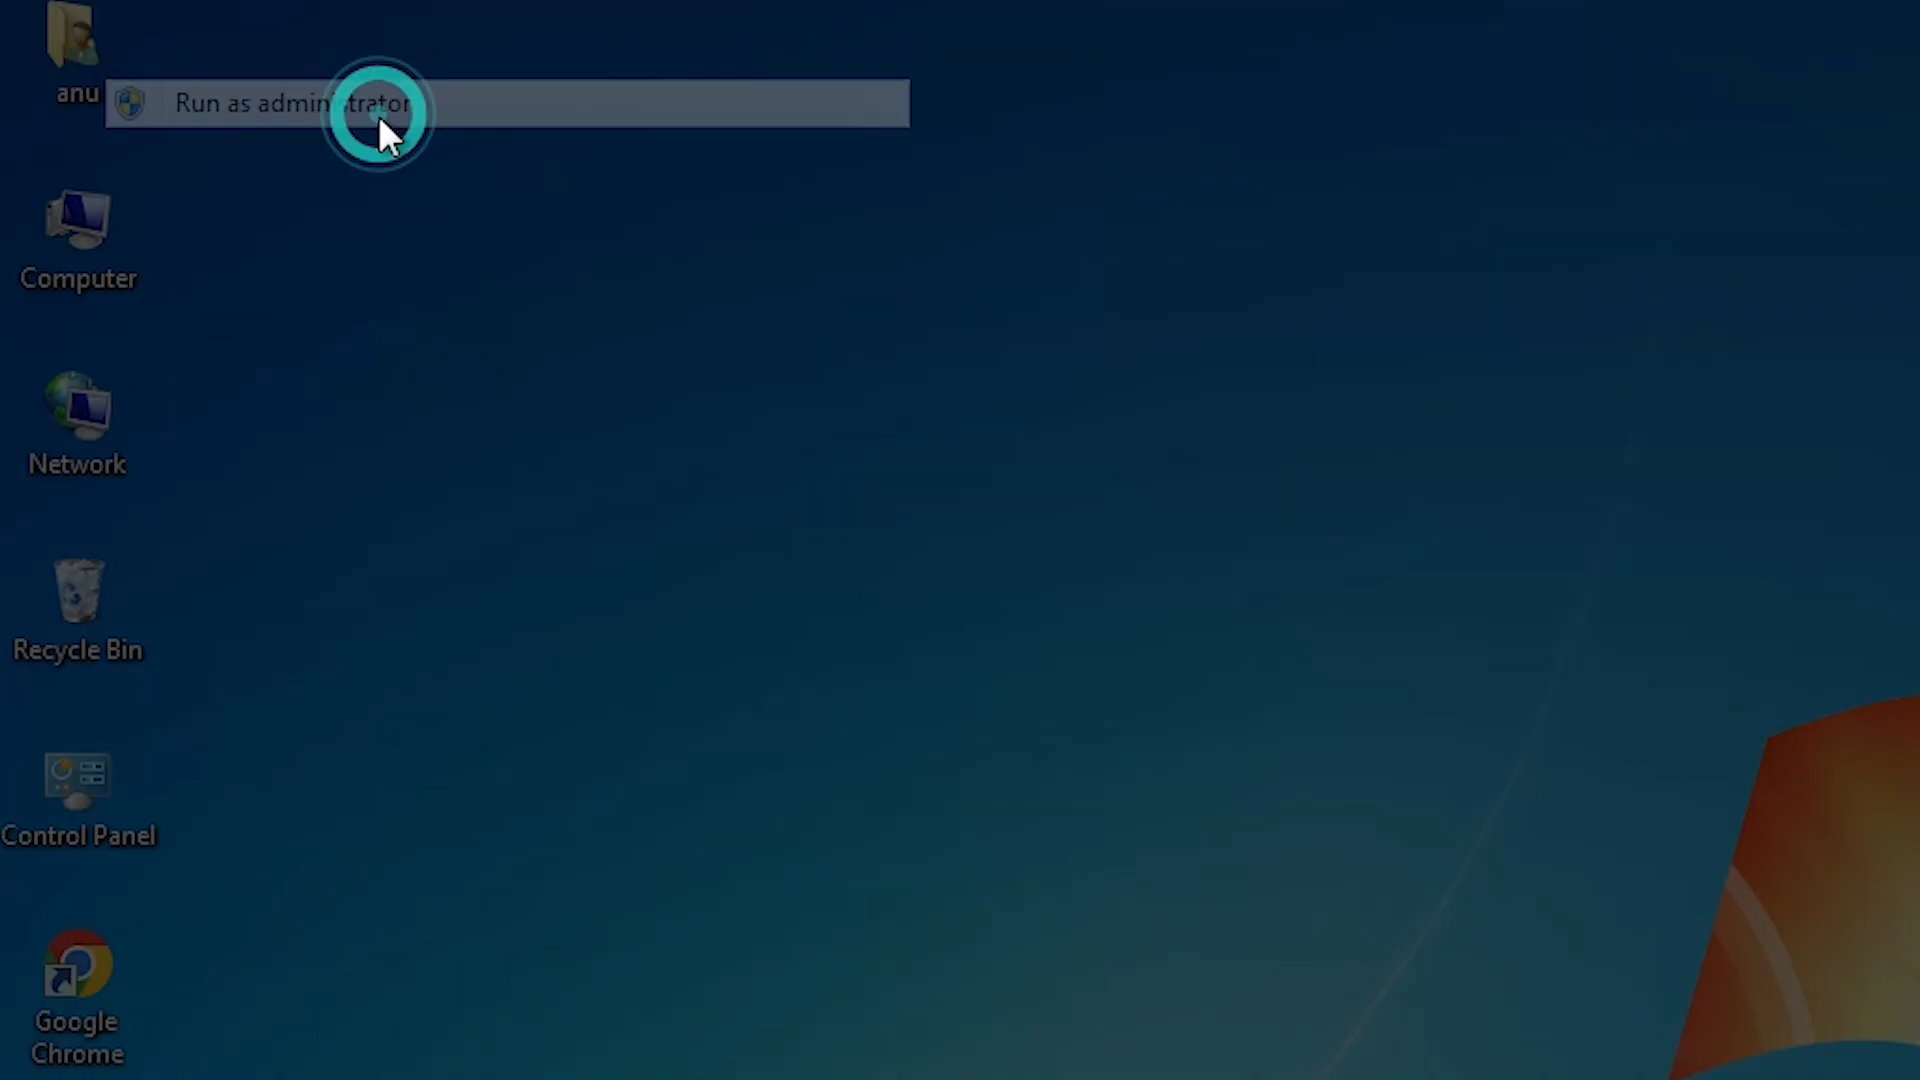 anu
Run as administrator
Computer
Network
Recycle Bin
Control Panel
Google
Chrome